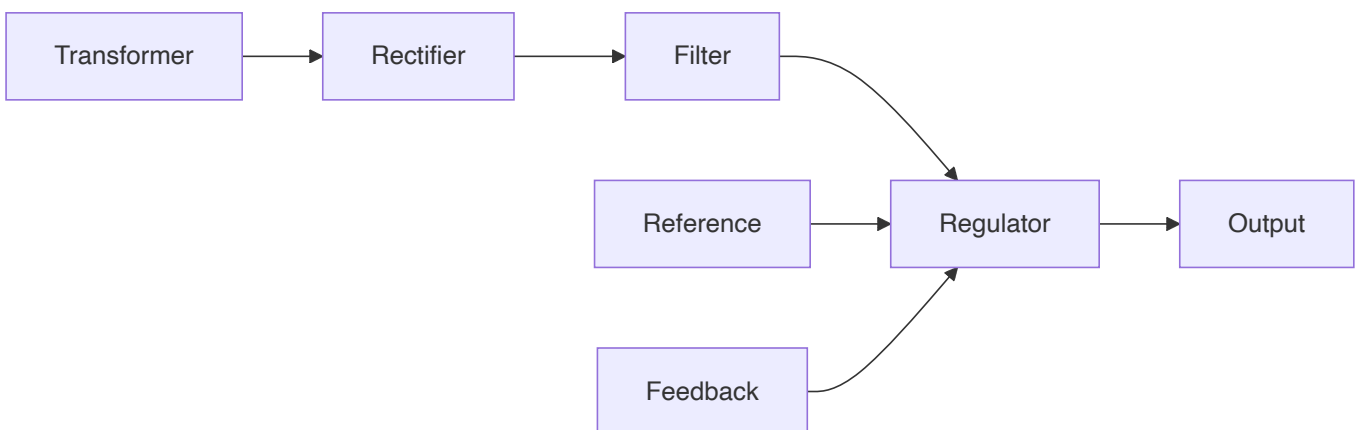 Transformer
Rectifier
Filter
Reference
Regulator
Output
Feedback